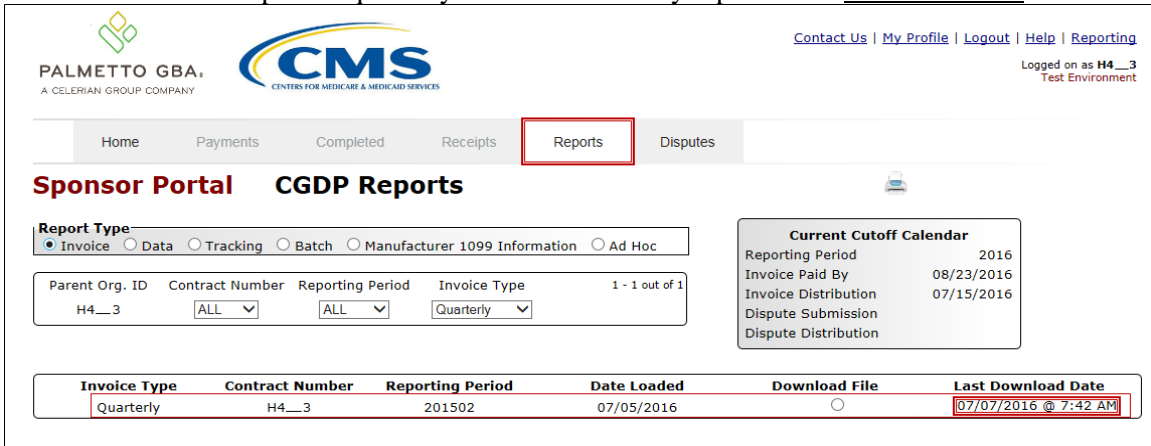 Contact Us | My Profile | Logout | Help | Reporting
Logged on as H4__3
Test Environment
PALMETTO GBA.
A CELERIAN GROUP COMPANY
CMS
CENTERS FOR MEDICARE & MEDICAID SERVICES
Home Payments Completed Receipts Reports Disputes
Sponsor Portal CGDP Reports
Report Type
Invoice Data Tracking Batch Manufacturer 1099 Information Ad Hoc
Parent Org. ID Contract Number Reporting Period Invoice Type 1 - 1 out of 1
H4__3 ALL ALL Quarterly
Current Cutoff Calendar
Reporting Period 2016
Invoice Paid By 08/23/2016
Invoice Distribution 07/15/2016
Dispute Submission
Dispute Distribution
Invoice Type Contract Number Reporting Period Date Loaded Download File Last Download Date
Quarterly H4__3 201502 07/05/2016 07/07/2016 @ 7:42 AM